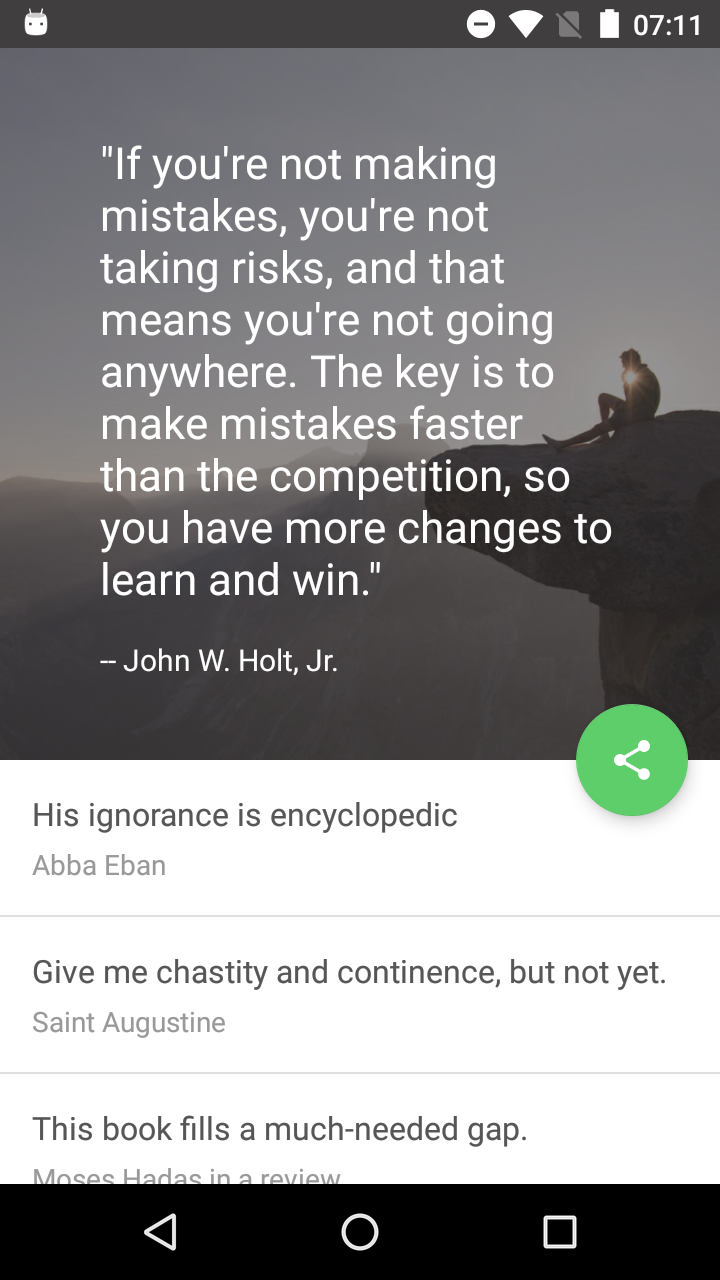 07:11
"If you're not making
mistakes, you're not
taking risks, and that
means you're not going
anywhere. The key is to
make mistakes faster
than the competition, so
you have more changes to
learn and win."
-- John W. Holt, Jr.
His ignorance is encyclopedic
Abba Eban
Give me chastity and continence, but not yet.
Saint Augustine
This book fills a much-needed gap.
Moses Hadas in a review